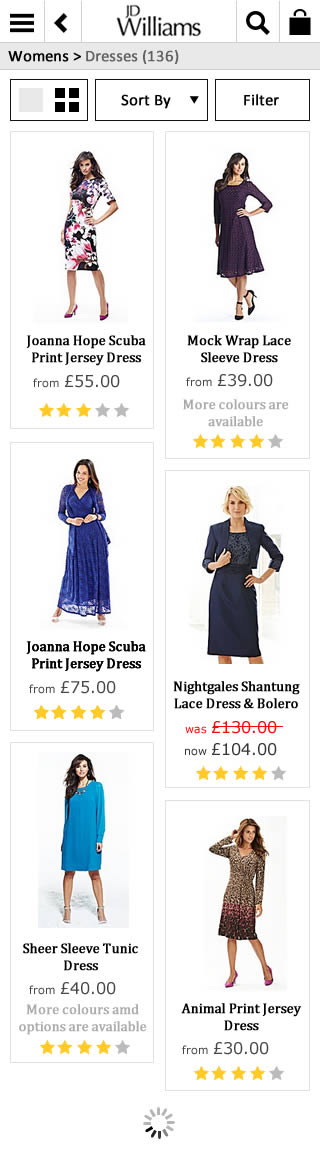 JD
Williams
Womens > Dresses (136)
Sort By ▼
Filter
Joanna Hope Scuba
Print Jersey Dress
from £55.00
Mock Wrap Lace
Sleeve Dress
from £39.00
More colours are
available
Joanna Hope Scuba
Print Jersey Dress
from £75.00
Nightgales Shantung
Lace Dress & Bolero
was £130.00
now £104.00
Sheer Sleeve Tunic
Dress
from £40.00
More colours amd
options are available
Animal Print Jersey
Dress
from £30.00